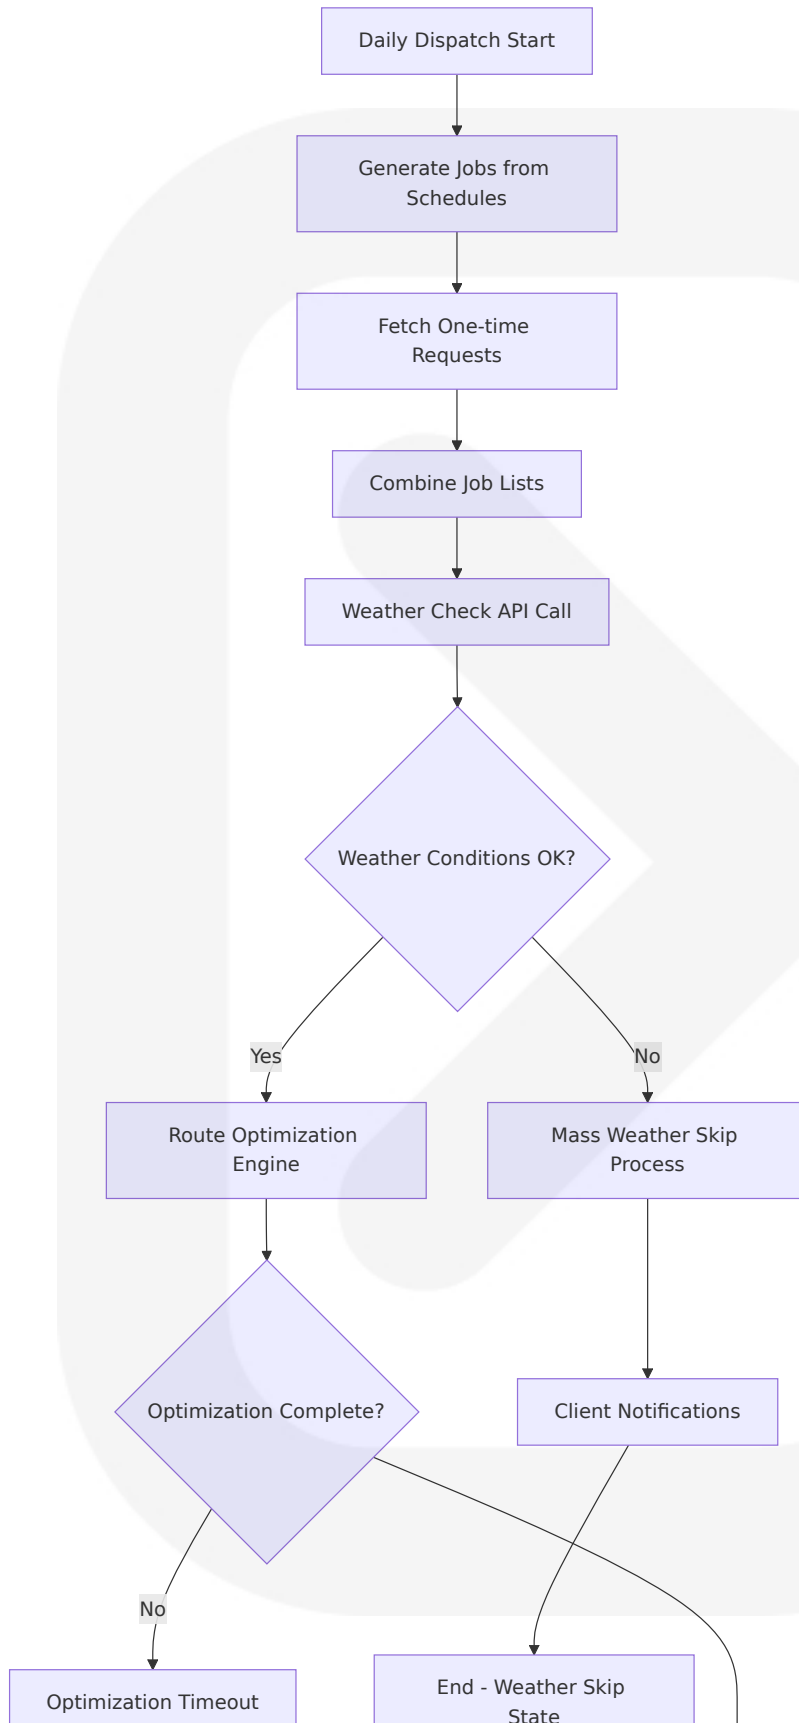 Daily Dispatch Start
Generate Jobs from
Schedules
Fetch One-time
Requests
Combine Job Lists
Weather Check API Call
Weather Conditions OK?
Yes
No
Route Optimization
Engine
Mass Weather Skip
Process
Optimization Complete?
Client Notifications
No
Optimization Timeout
End - Weather Skip
State